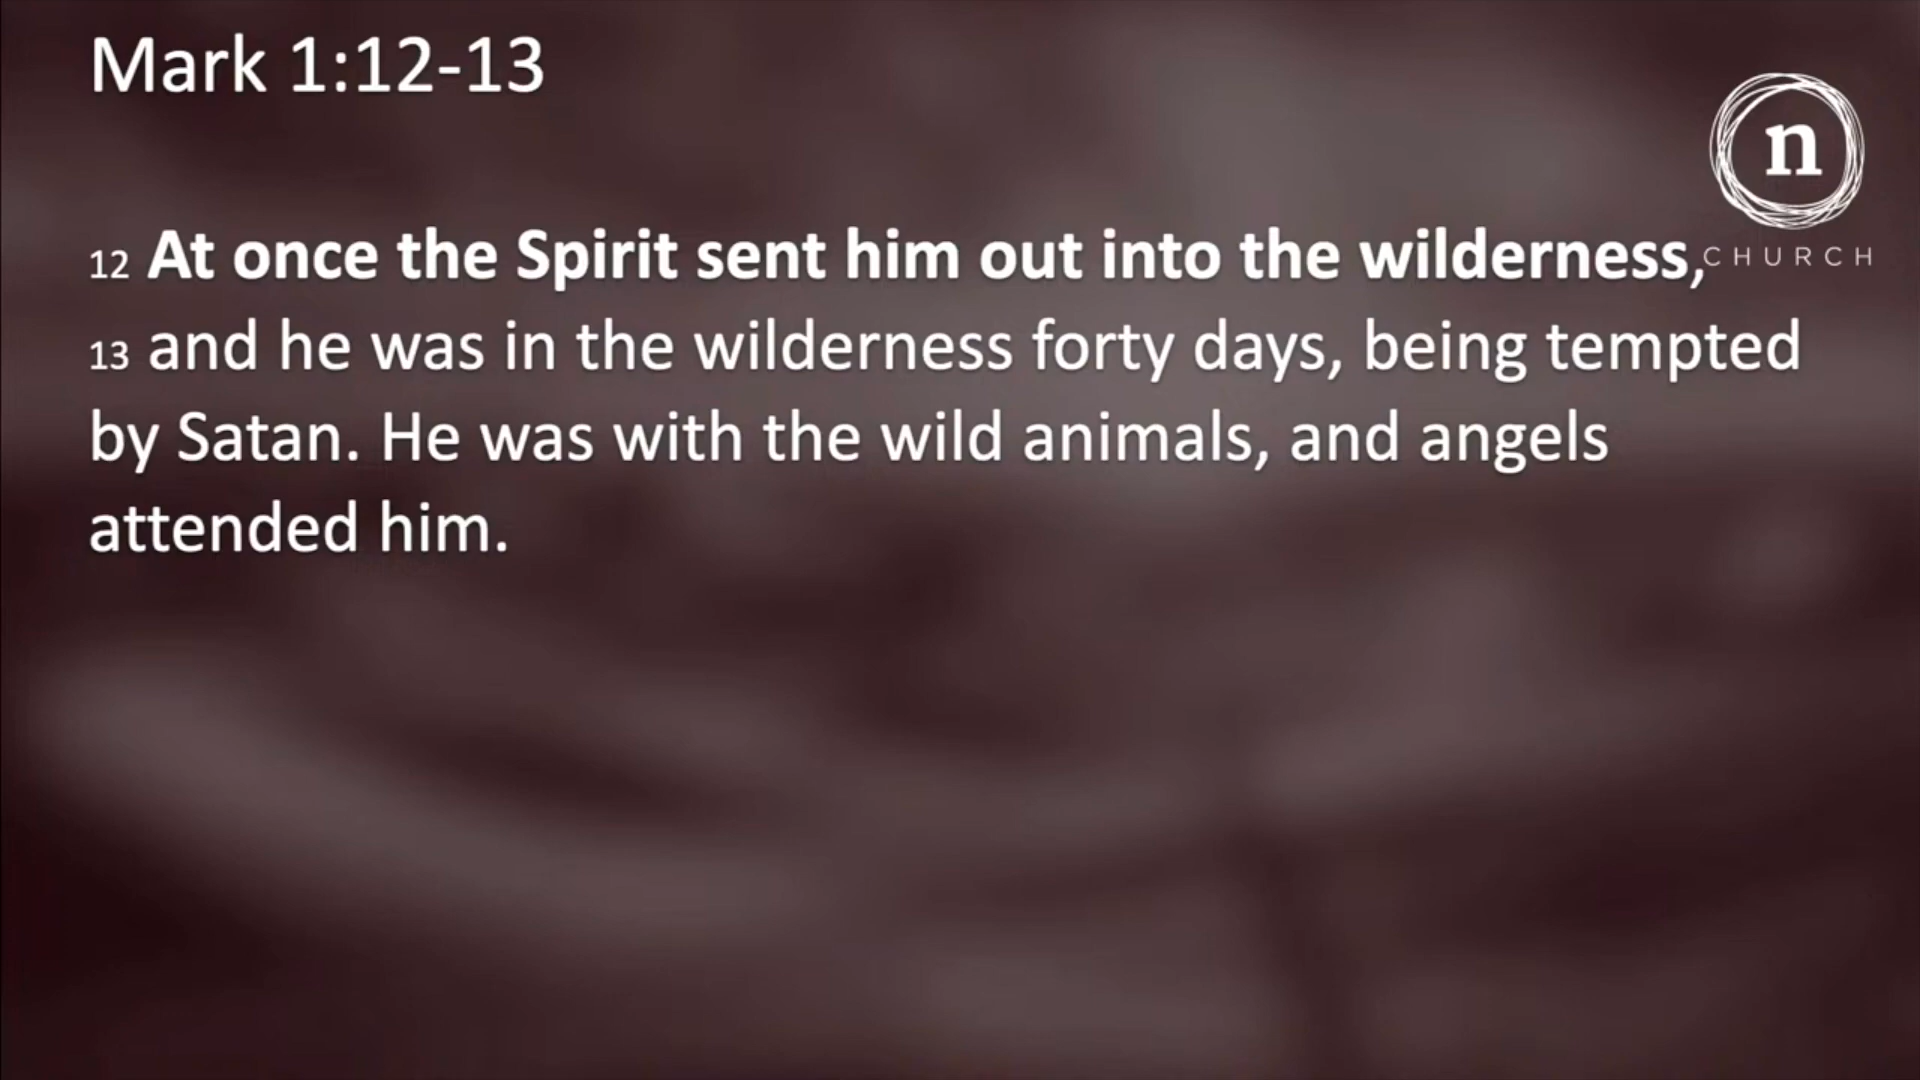 Mark 1:12-13
n
CHURCH
12 At once the Spirit sent him out into the wilderness,
13 and he was in the wilderness forty days, being tempted
by Satan. He was with the wild animals, and angels
attended him.